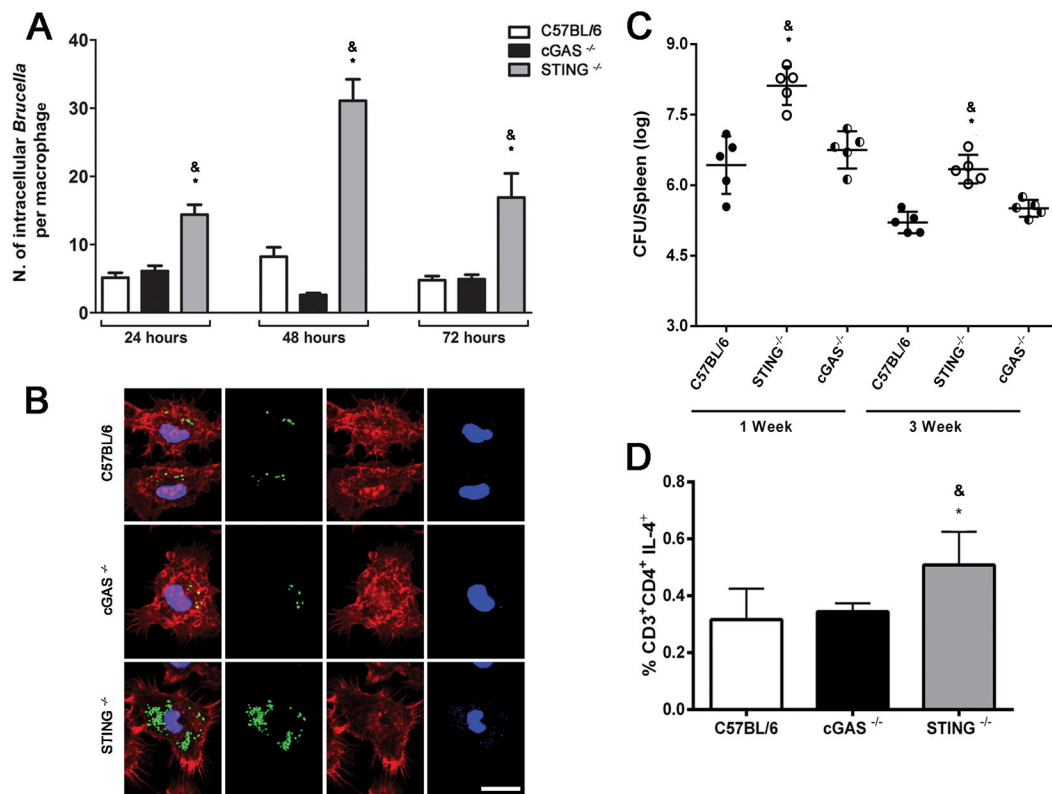 A
N. of intracellular Brucella
per macrophage
40
30
20
10
0
24 hours
48 hours
72 hours
&
*
&
*
&
*
C57BL/6
cGAS -/-
STING -/-
B
C57BL/6
cGAS -/-
STING -/-
C
CFU/Spleen (log)
9.0
7.5
6.0
4.5
3.0
&
*
&
*
C57BL/6
STING-/-
cGAS-/-
C57BL/6
STING-/-
cGAS-/-
1 Week
3 Week
D
% CD3+CD4+ IL-4+
0.8
0.6
0.4
0.2
0.0
&
*
C57BL/6
cGAS -/-
STING -/-